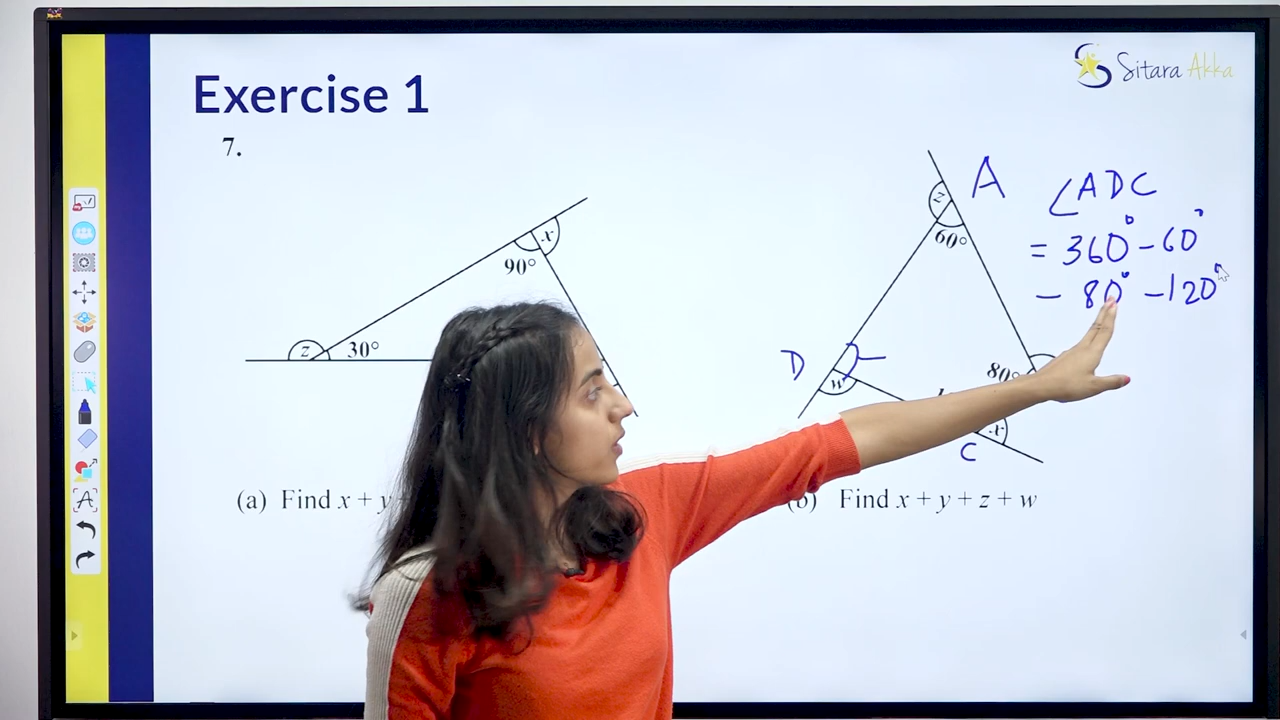 Sitara Akka
Exercise 1
7.
z
30°
90°
x
(a) Find x + y
z
A
60°
80°
D
w
C
x
(b) Find x + y + z + w
∠ADC
= 360° - 60°
- 80° - 120°